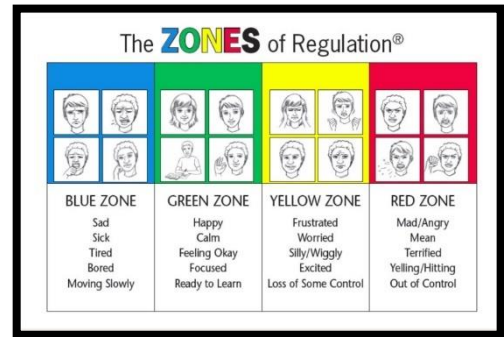 The ZONES of Regulation®
BLUE ZONE
Sad
Sick
Tired
Bored
Moving Slowly
GREEN ZONE
Happy
Calm
Feeling Okay
Focused
Ready to Learn
YELLOW ZONE
Frustrated
Worried
Silly/Wiggly
Excited
Loss of Some Control
RED ZONE
Mad/Angry
Mean
Terrified
Yelling/Hitting
Out of Control